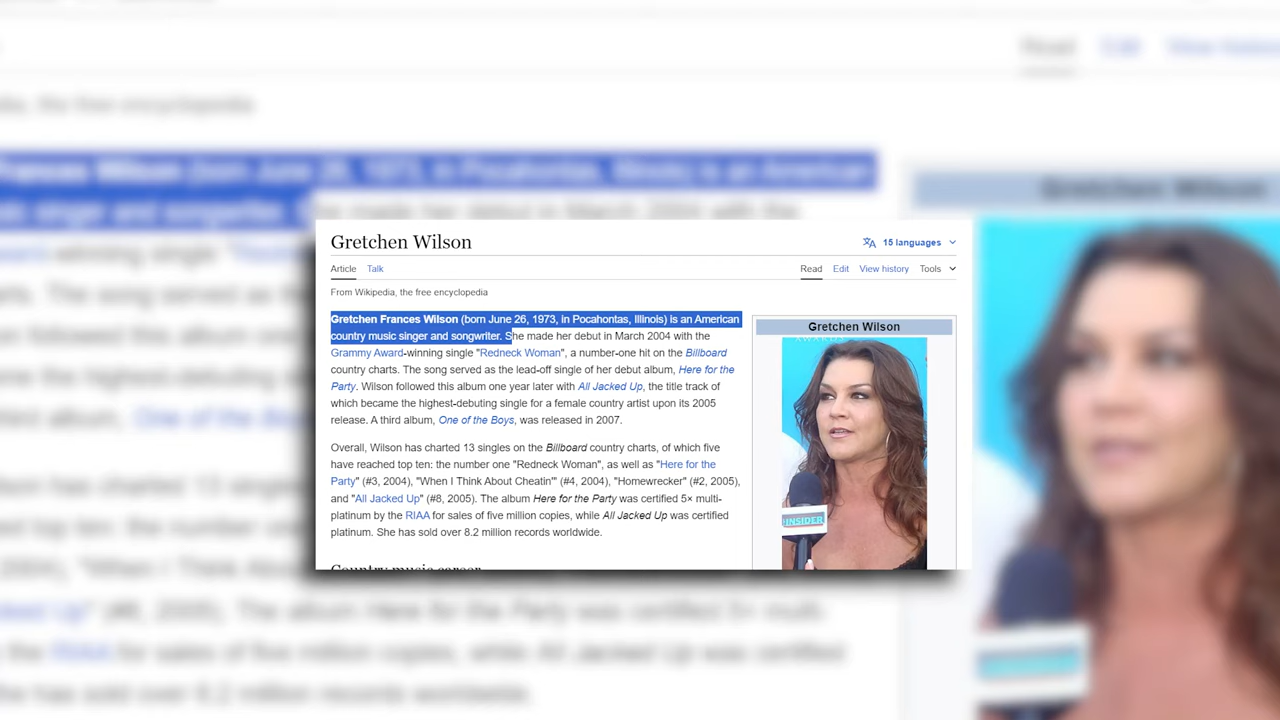 Gretchen Wilson
15 languages
Article Talk
Read Edit View history Tools
From Wikipedia, the free encyclopedia
Gretchen Frances Wilson (born June 26, 1973, in Pocahontas, Illinois) is an American
country music singer and songwriter. She made her debut in March 2004 with the
Grammy Award-winning single "Redneck Woman", a number-one hit on the Billboard
country charts. The song served as the lead-off single of her debut album, Here for the
Party. Wilson followed this album one year later with All Jacked Up, the title track of
which became the highest-debuting single for a female country artist upon its 2005
release. A third album, One of the Boys, was released in 2007.
Overall, Wilson has charted 13 singles on the Billboard country charts, of which five
have reached top ten: the number one "Redneck Woman", as well as "Here for the
Party" (#3, 2004), "When I Think About Cheatin'" (#4, 2004), "Homewrecker" (#2, 2005),
and "All Jacked Up" (#8, 2005). The album Here for the Party was certified 5× multi-
platinum by the RIAA for sales of five million copies, while All Jacked Up was certified
platinum. She has sold over 8.2 million records worldwide.
Country music career
Gretchen Wilson
INSIDER